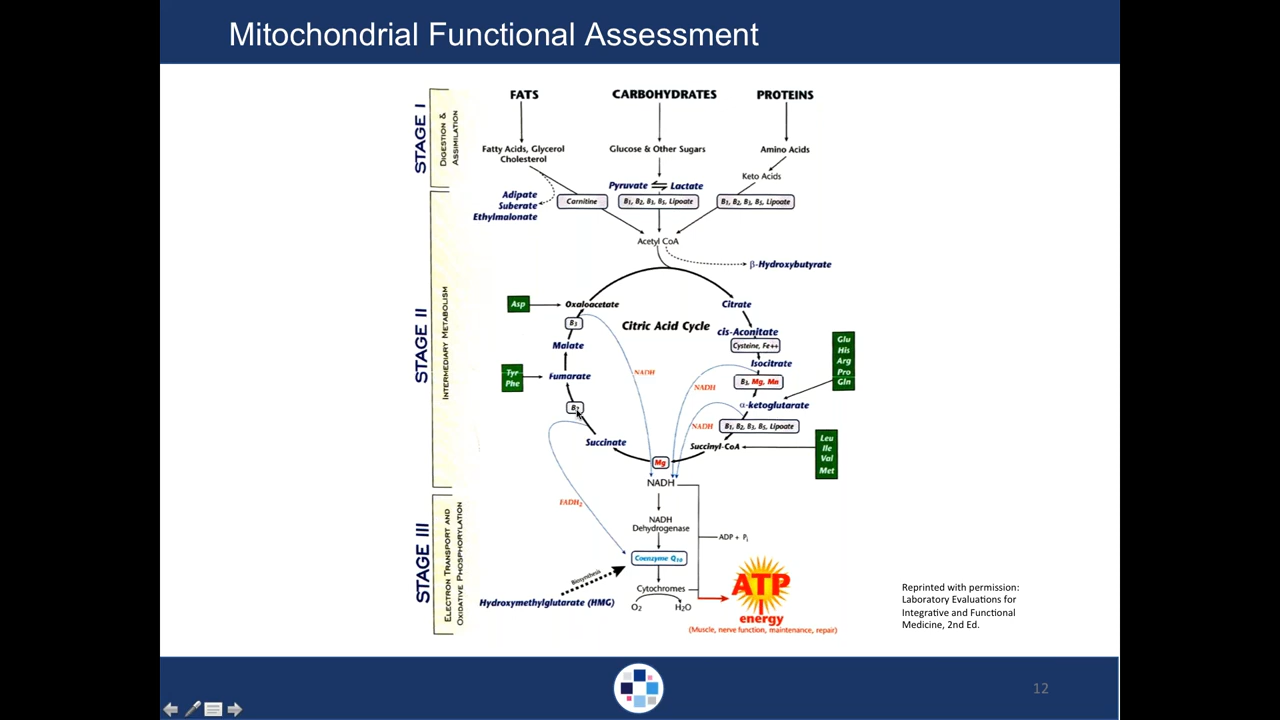 Mitochondrial Functional Assessment
STAGE I
DIGESTION &
ASSIMILATION
FATS
CARBOHYDRATES
PROTEINS
Fatty Acids, Glycerol
Cholesterol
Glucose & Other Sugars
Amino Acids
Keto Acids
Pyruvate
Lactate
Adipate
Suberate
Ethylmalonate
Carnitine
B1, B2, B3, B5, Lipoate
B1, B2, B3, B5, Lipoate
STAGE II
INTERMEDIARY METABOLISM
Acetyl CoA
β-Hydroxybutyrate
Asp
Oxaloacetate
Citrate
B3
Citric Acid Cycle
cis-Aconitate
Cysteine, Fe++
Malate
Isocitrate
Glu
His
Arg
Pro
Gln
NADH
NADH
B3, Mg, Mn
Tyr
Phe
Fumarate
α-ketoglutarate
NADH
B1, B2, B3, B5, Lipoate
Succinate
Succinyl-CoA
Leu
Ile
Val
Met
Mg
STAGE III
ELECTRON TRANSPORT AND
OXIDATIVE PHOSPHORYLATION
NADH
FADH2
NADH
Dehydrogenase
ADP + Pi
Coenzyme Q10
Biosynthesis
Hydroxymethylglutarate (HMG)
Cytochromes
O2
H2O
ATP
energy
(Muscle, nerve function, maintenance, repair)
Reprinted with permission:
Laboratory Evaluations for
Integrative and Functional
Medicine, 2nd Ed.
12